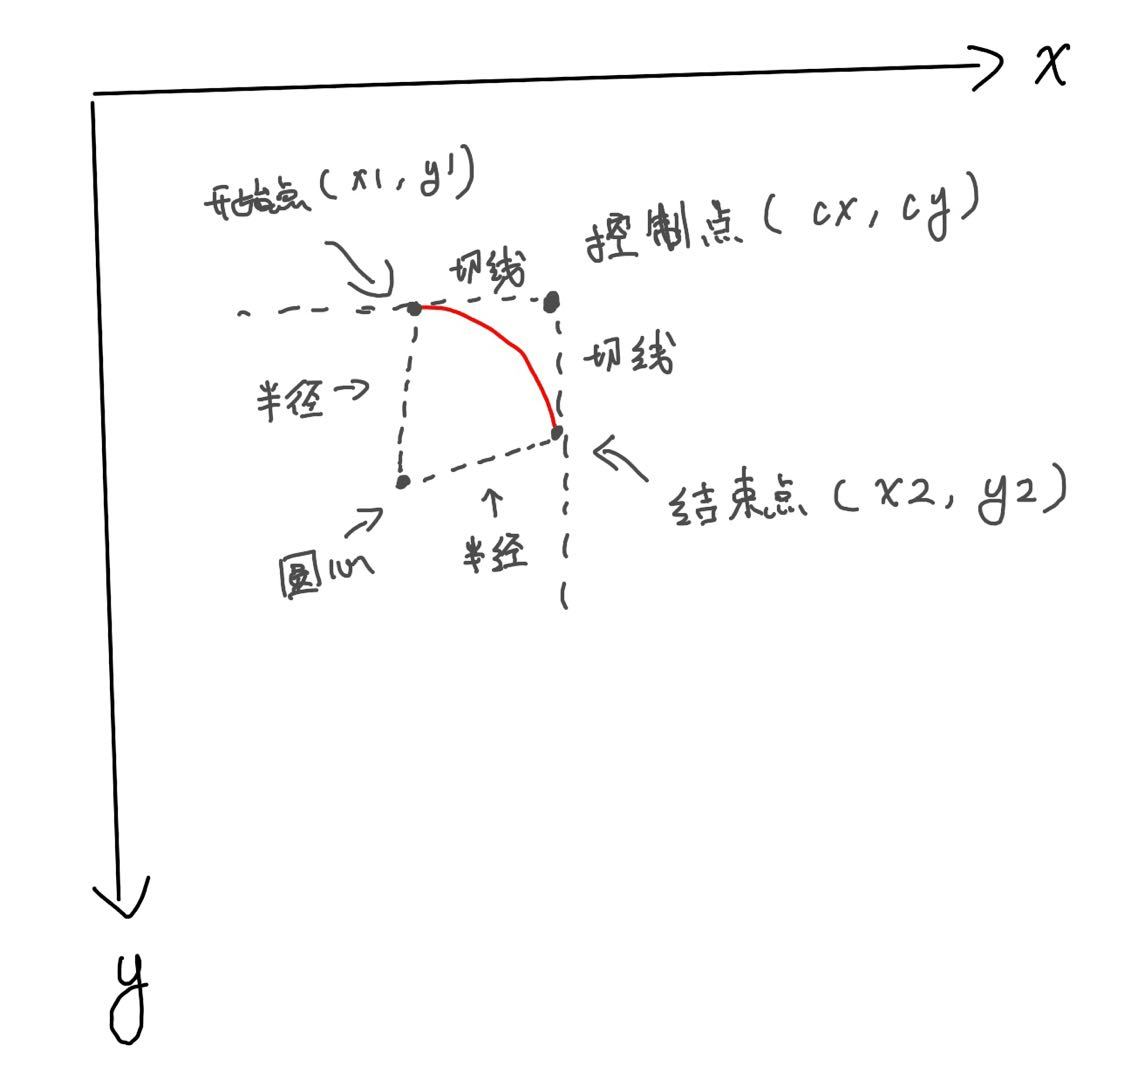 x
开始点(x1,y1)
控制点(cx,cy)
切线
切线
半径→
结束点(x2,y2)
半径
圆心
y